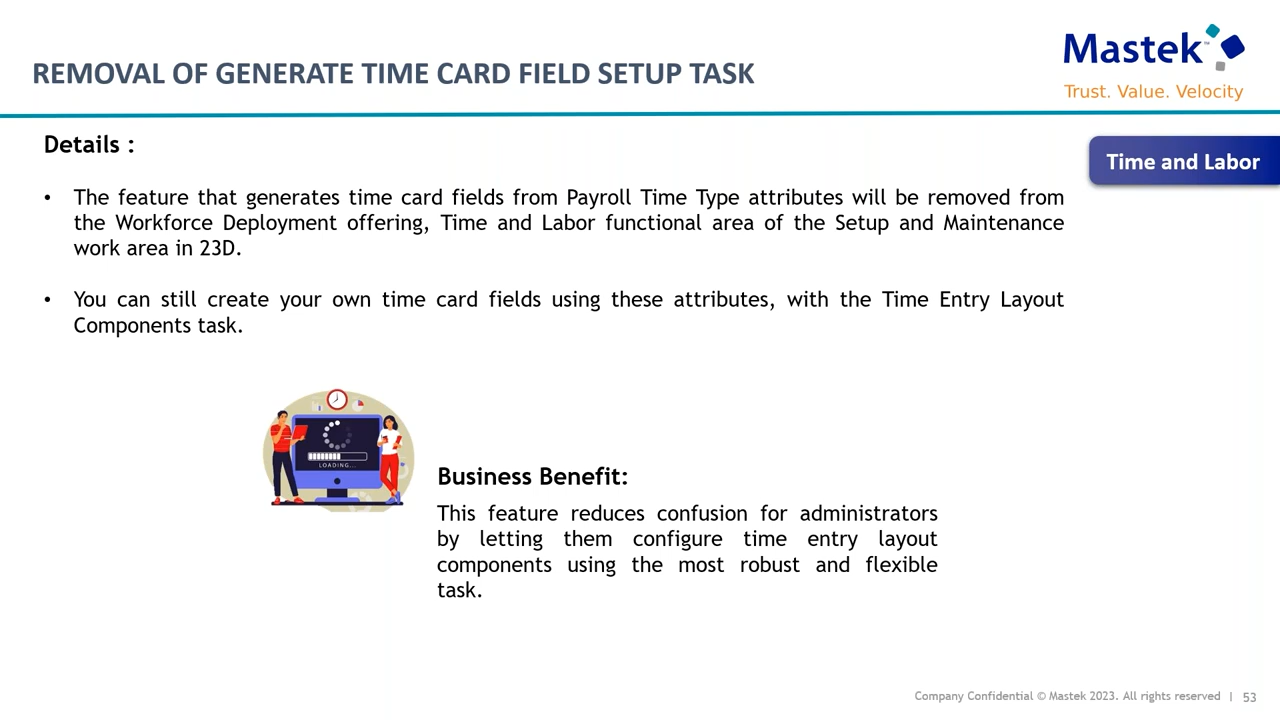 REMOVAL OF GENERATE TIME CARD FIELD SETUP TASK
Mastek™
Trust. Value. Velocity
Details :
Time and Labor
• The feature that generates time card fields from Payroll Time Type attributes will be removed from
the Workforce Deployment offering, Time and Labor functional area of the Setup and Maintenance
work area in 23D.
• You can still create your own time card fields using these attributes, with the Time Entry Layout
Components task.
LOADING...
Business Benefit:
This feature reduces confusion for administrators
by letting them configure time entry layout
components using the most robust and flexible
task.
Company Confidential © Mastek 2023. All rights reserved | 53